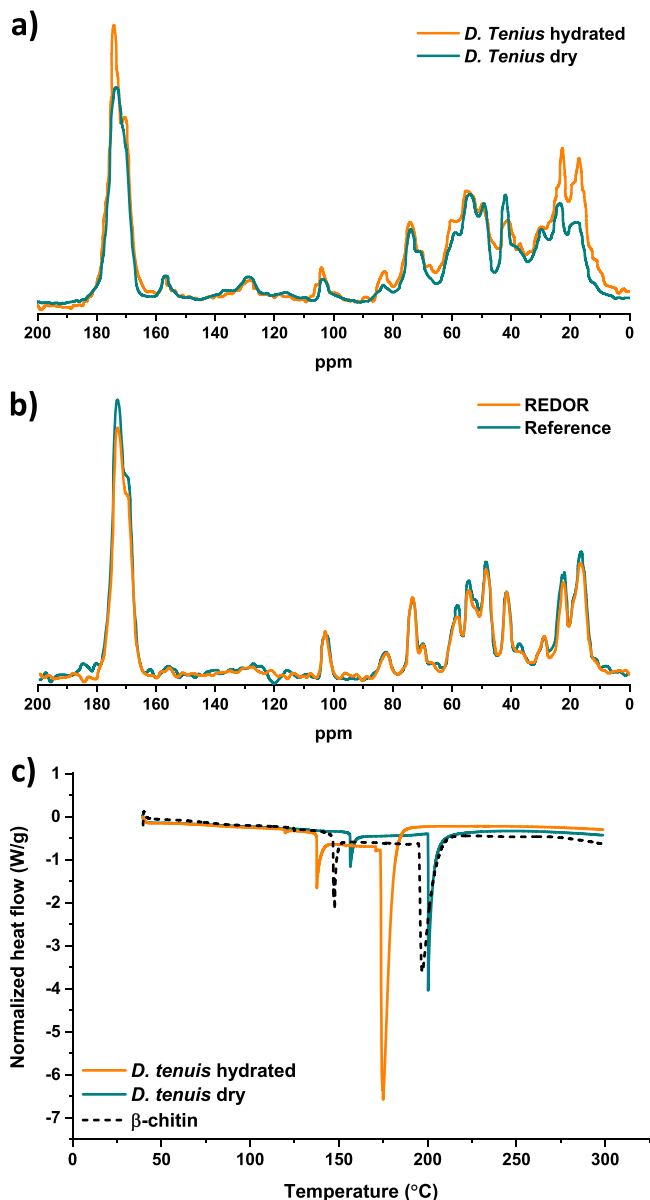 a)
D. Tenius hydrated
D. Tenius dry
200 180 160 140 120 100 80 60 40 20 0
ppm
b)
REDOR
Reference
200 180 160 140 120 100 80 60 40 20 0
ppm
c)
1
0
-1
-2
-3
-4
-5
-6
-7
Normalized heat flow (W/g)
D. tenuis hydrated
D. tenuis dry
β-chitin
0 50 100 150 200 250 300
Temperature (°C)